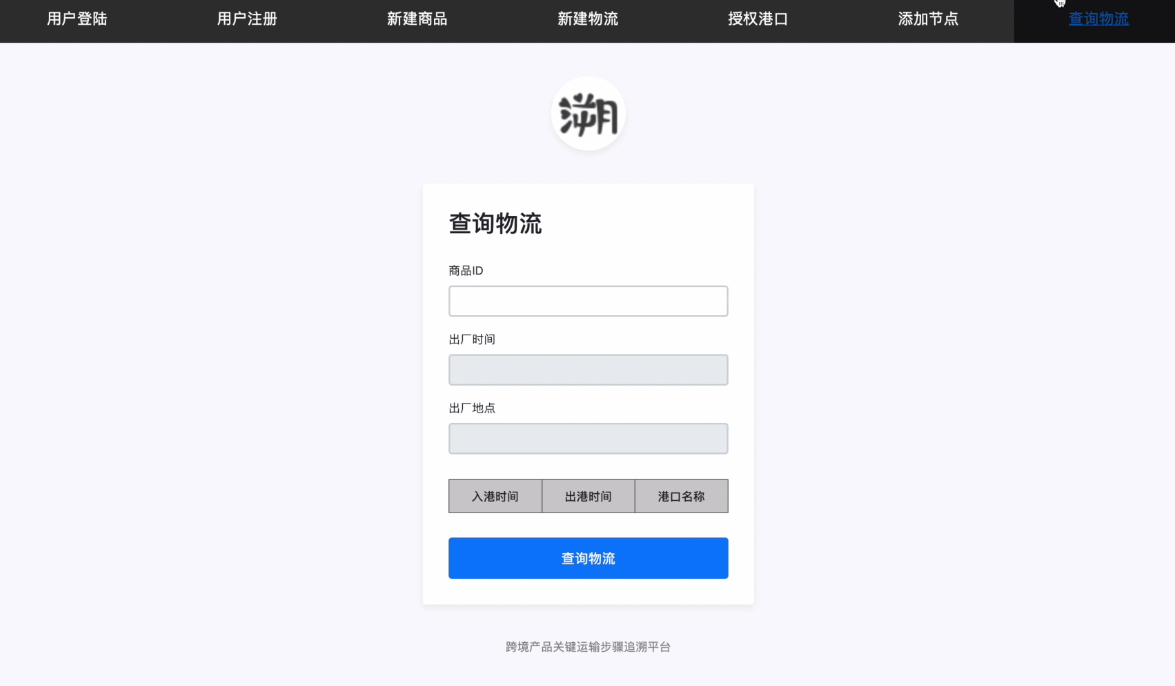 用户登陆 用户注册 新建商品 新建物流 授权港口 添加节点 查询物流
溯
查询物流
商品ID
出厂时间
出厂地点
入港时间 出港时间 港口名称
查询物流
跨境产品关键运输步骤追溯平台